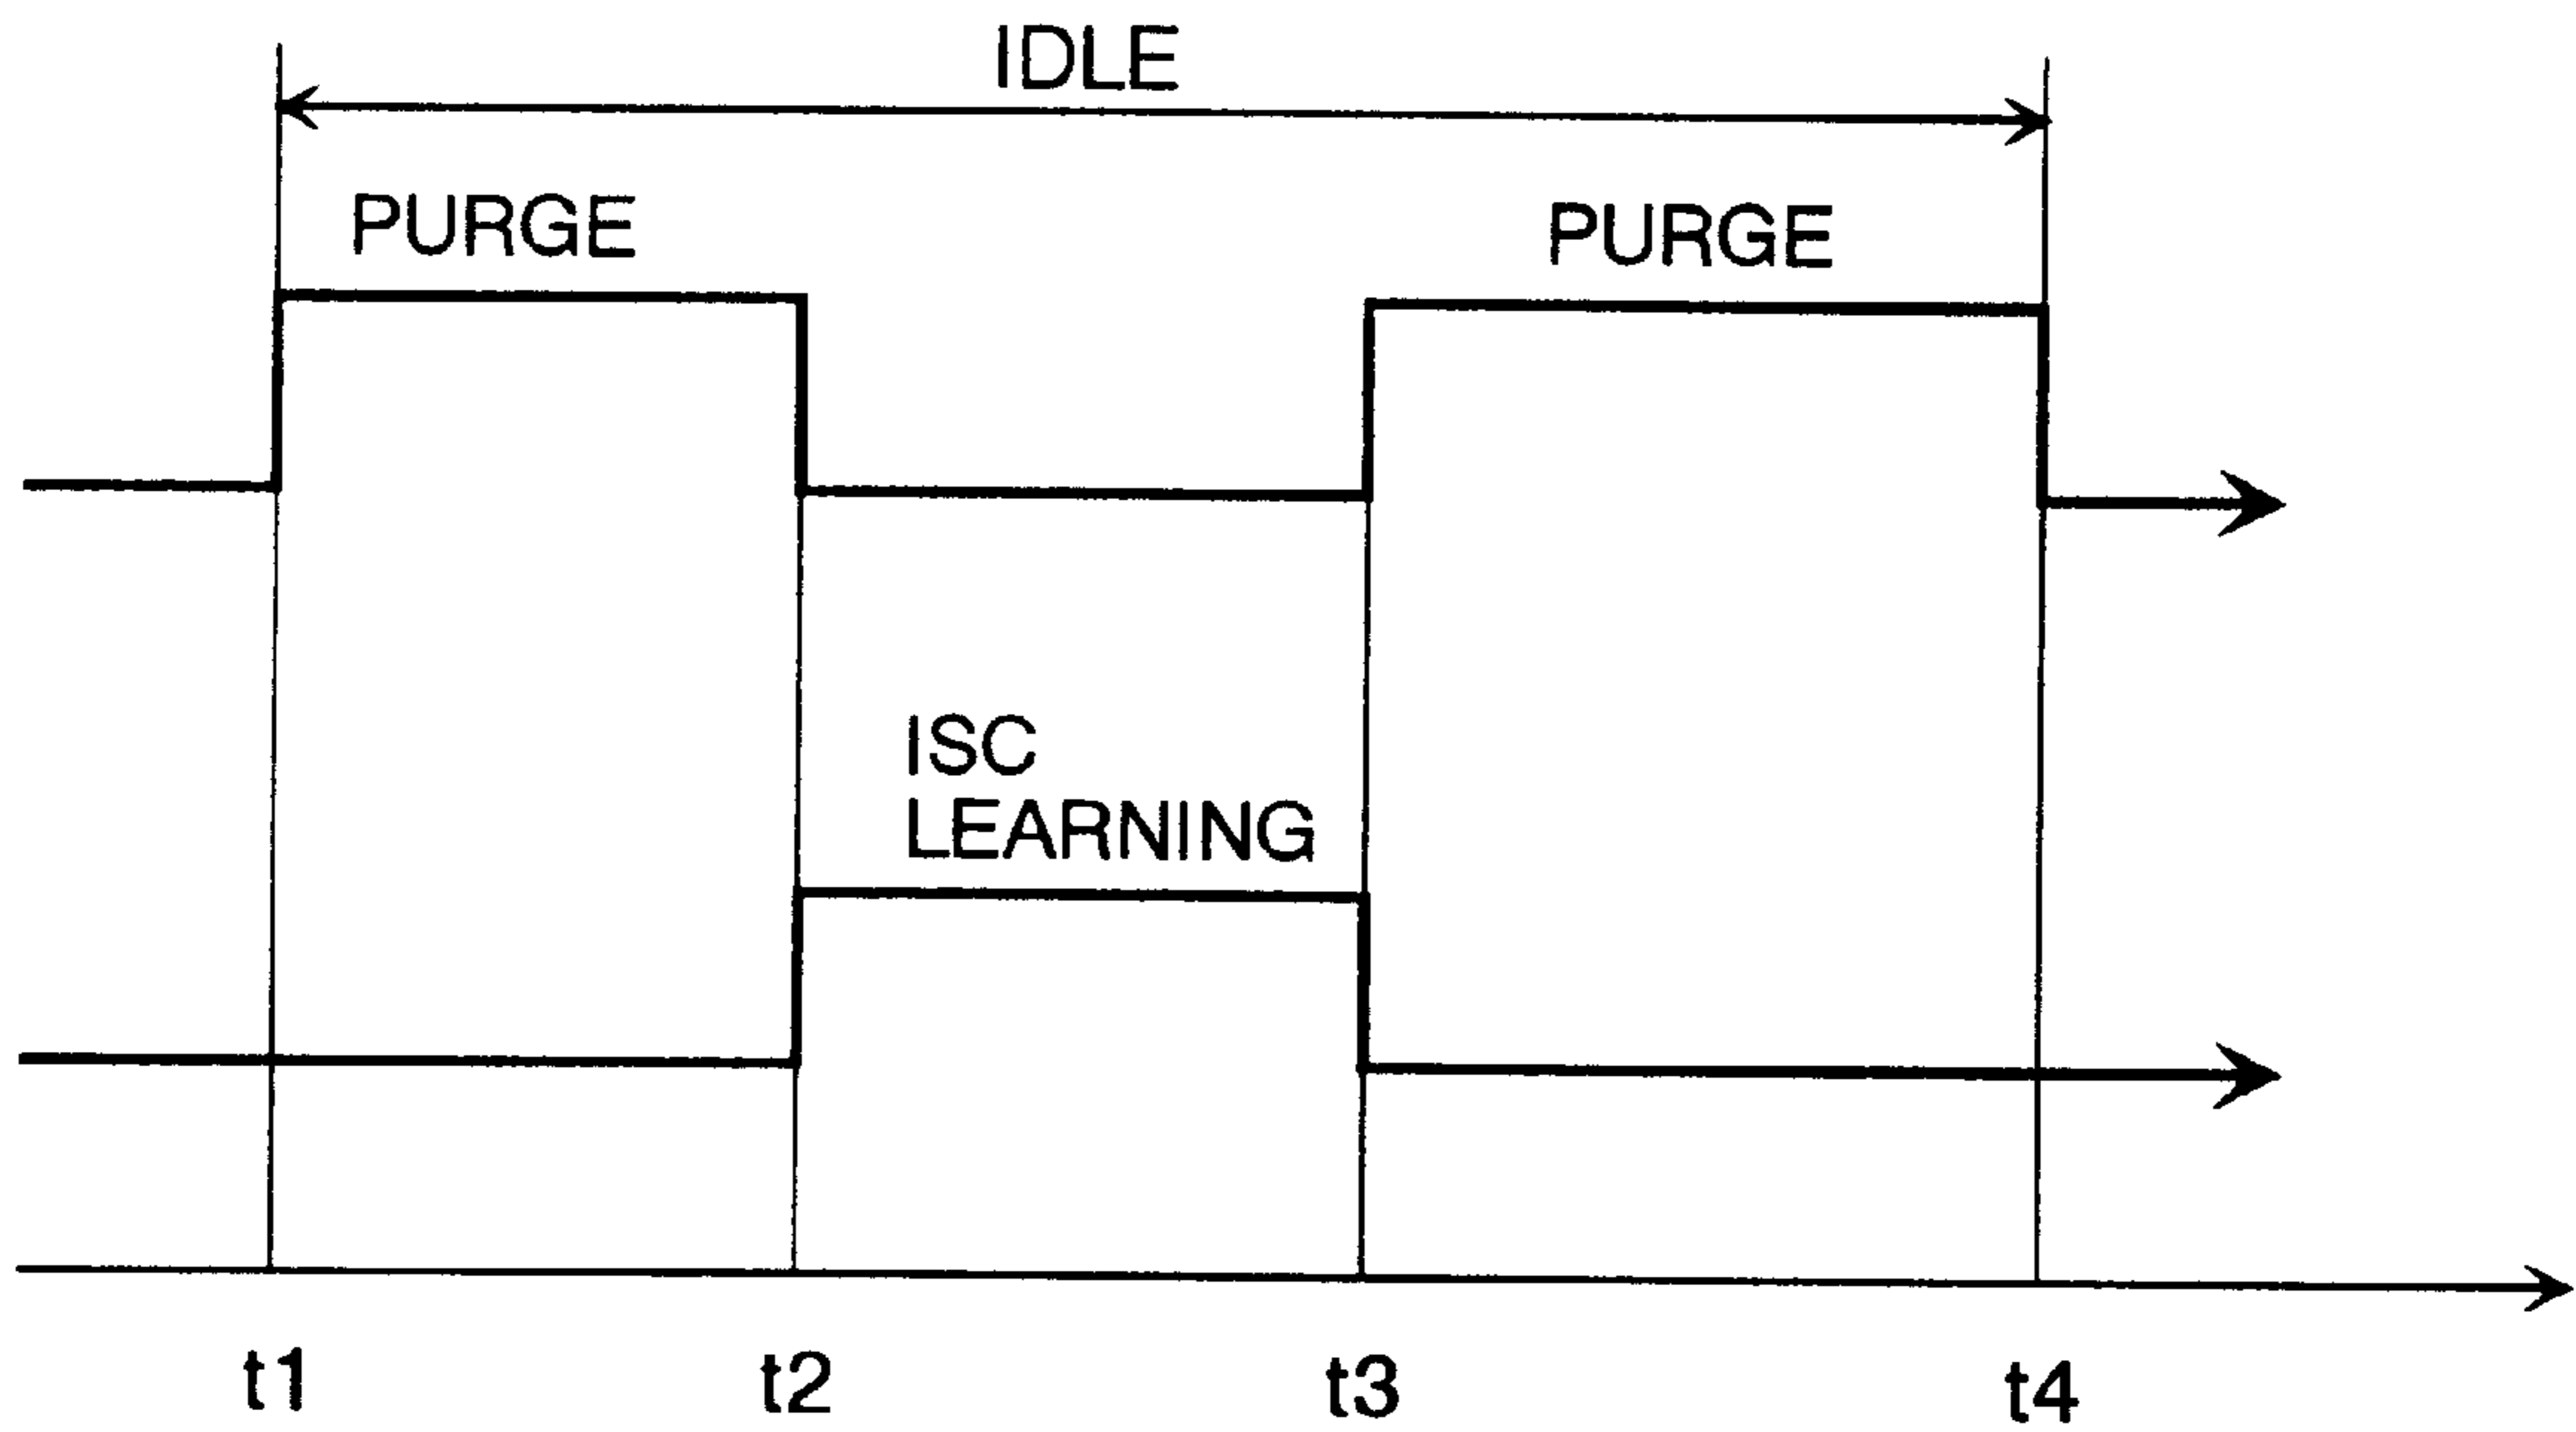 IDLE
PURGE
PURGE
ISC
LEARNING
t1
t2
t3
t4